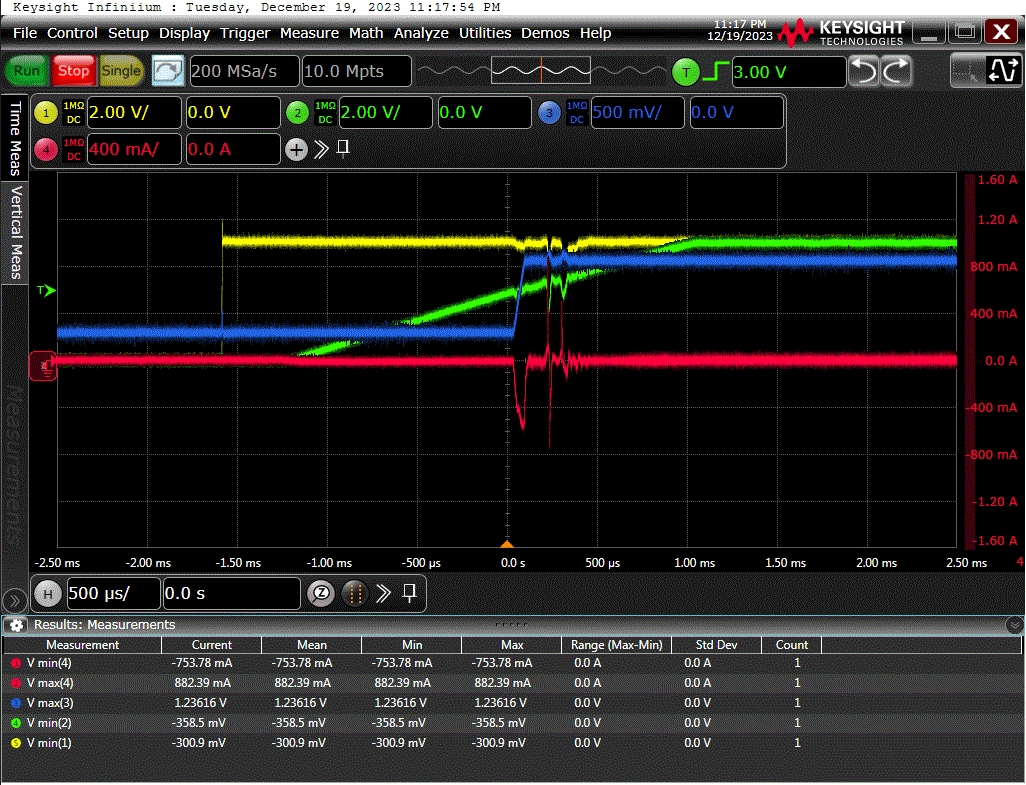 Keysight Infiniium : Tuesday, December 19, 2023 11:17:54 PM
File Control Setup Display Trigger Measure Math Analyze Utilities Demos Help
11:17 PM
12/19/2023
KEYSIGHT
TECHNOLOGIES
Run Stop Single 200 MSa/s 10.0 Mpts T 3.00 V
1 1MΩ DC 2.00 V/ 0.0 V 2 1MΩ DC 2.00 V/ 0.0 V 3 1MΩ DC 500 mV/ 0.0 V
4 1MΩ DC 400 mA/ 0.0 A
Time Meas
Vertical Meas
Measurements
T
1.60 A
1.20 A
800 mA
400 mA
0.0 A
-400 mA
-800 mA
-1.20 A
-1.60 A
-2.50 ms -2.00 ms -1.50 ms -1.00 ms -500 µs 0.0 s 500 µs 1.00 ms 1.50 ms 2.00 ms 2.50 ms 4
H 500 µs/ 0.0 s Z
Results: Measurements
Measurement Current Mean Min Max Range (Max-Min) Std Dev Count
1 V min(4) -753.78 mA -753.78 mA -753.78 mA -753.78 mA 0.0 A 0.0 A 1
2 V max(4) 882.39 mA 882.39 mA 882.39 mA 882.39 mA 0.0 A 0.0 A 1
3 V max(3) 1.23616 V 1.23616 V 1.23616 V 1.23616 V 0.0 V 0.0 V 1
4 V min(2) -358.5 mV -358.5 mV -358.5 mV -358.5 mV 0.0 V 0.0 V 1
5 V min(1) -300.9 mV -300.9 mV -300.9 mV -300.9 mV 0.0 V 0.0 V 1